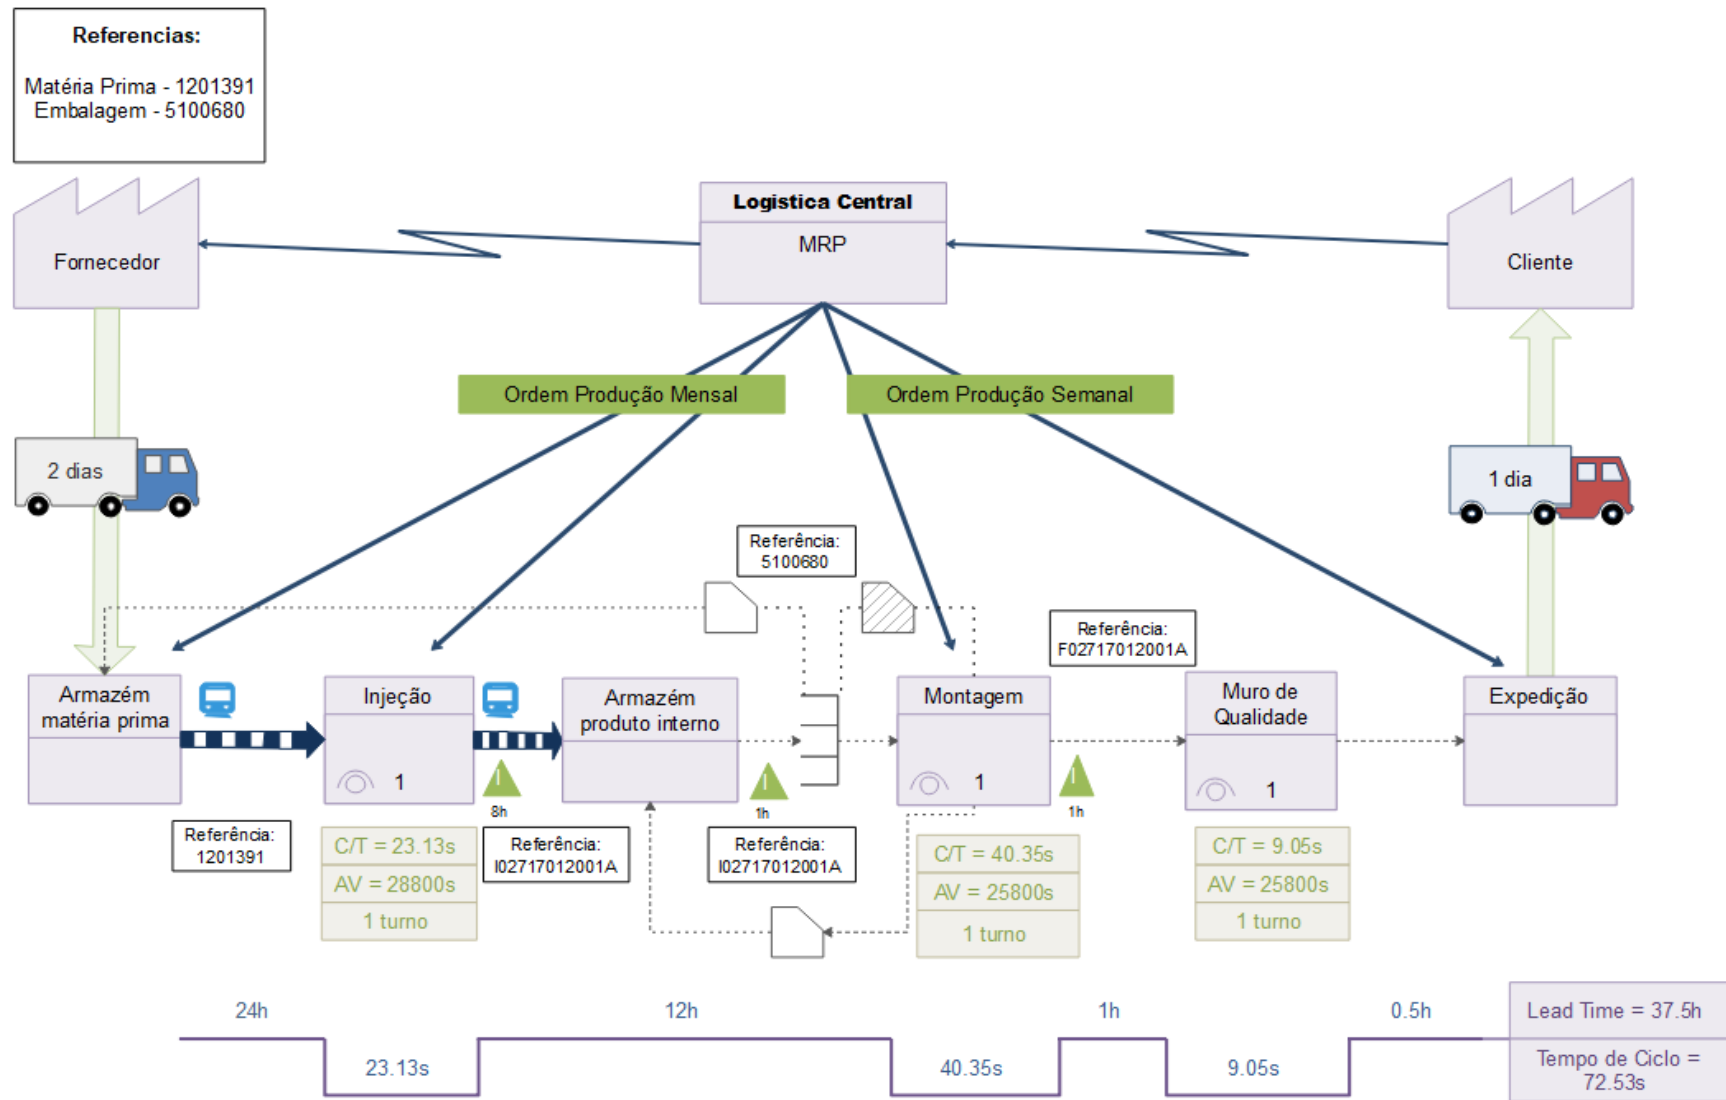 Referencias:
Matéria Prima - 1201391
Embalagem - 5100680
Fornecedor
Logistica Central
MRP
Cliente
Ordem Produção Mensal
Ordem Produção Semanal
2 dias
1 dia
Referência:
5100680
Referência:
F02717012001A
Armazém
matéria prima
Injeção
1
Armazém
produto interno
Montagem
1
Muro de
Qualidade
1
Expedição
I
8h
I
1h
I
1h
Referência:
1201391
C/T = 23.13s
AV = 28800s
1 turno
Referência:
I02717012001A
Referência:
I02717012001A
C/T = 40.35s
AV = 25800s
1 turno
C/T = 9.05s
AV = 25800s
1 turno
24h
12h
1h
0.5h
23.13s
40.35s
9.05s
Lead Time = 37.5h
Tempo de Ciclo =
72.53s